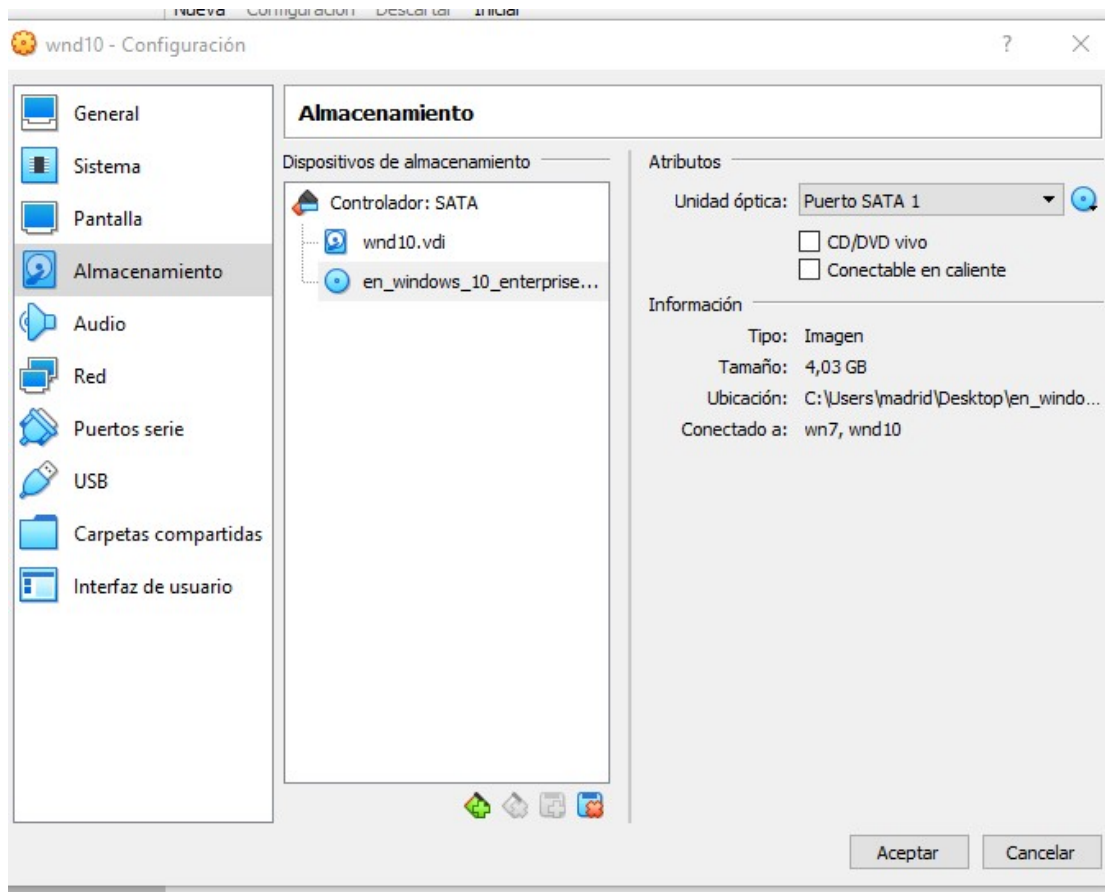 Nueva Configuración Descartar Iniciar
wnd10 - Configuración ?
General
Sistema
Pantalla
Almacenamiento
Audio
Red
Puertos serie
USB
Carpetas compartidas
Interfaz de usuario
Almacenamiento
Dispositivos de almacenamiento
Controlador: SATA
wnd10.vdi
en_windows_10_enterprise...
Atributos
Unidad óptica: Puerto SATA 1
CD/DVD vivo
Conectable en caliente
Información
Tipo: Imagen
Tamaño: 4,03 GB
Ubicación: C:\Users\madrid\Desktop\en_windo...
Conectado a: wn7, wnd10
Aceptar Cancelar